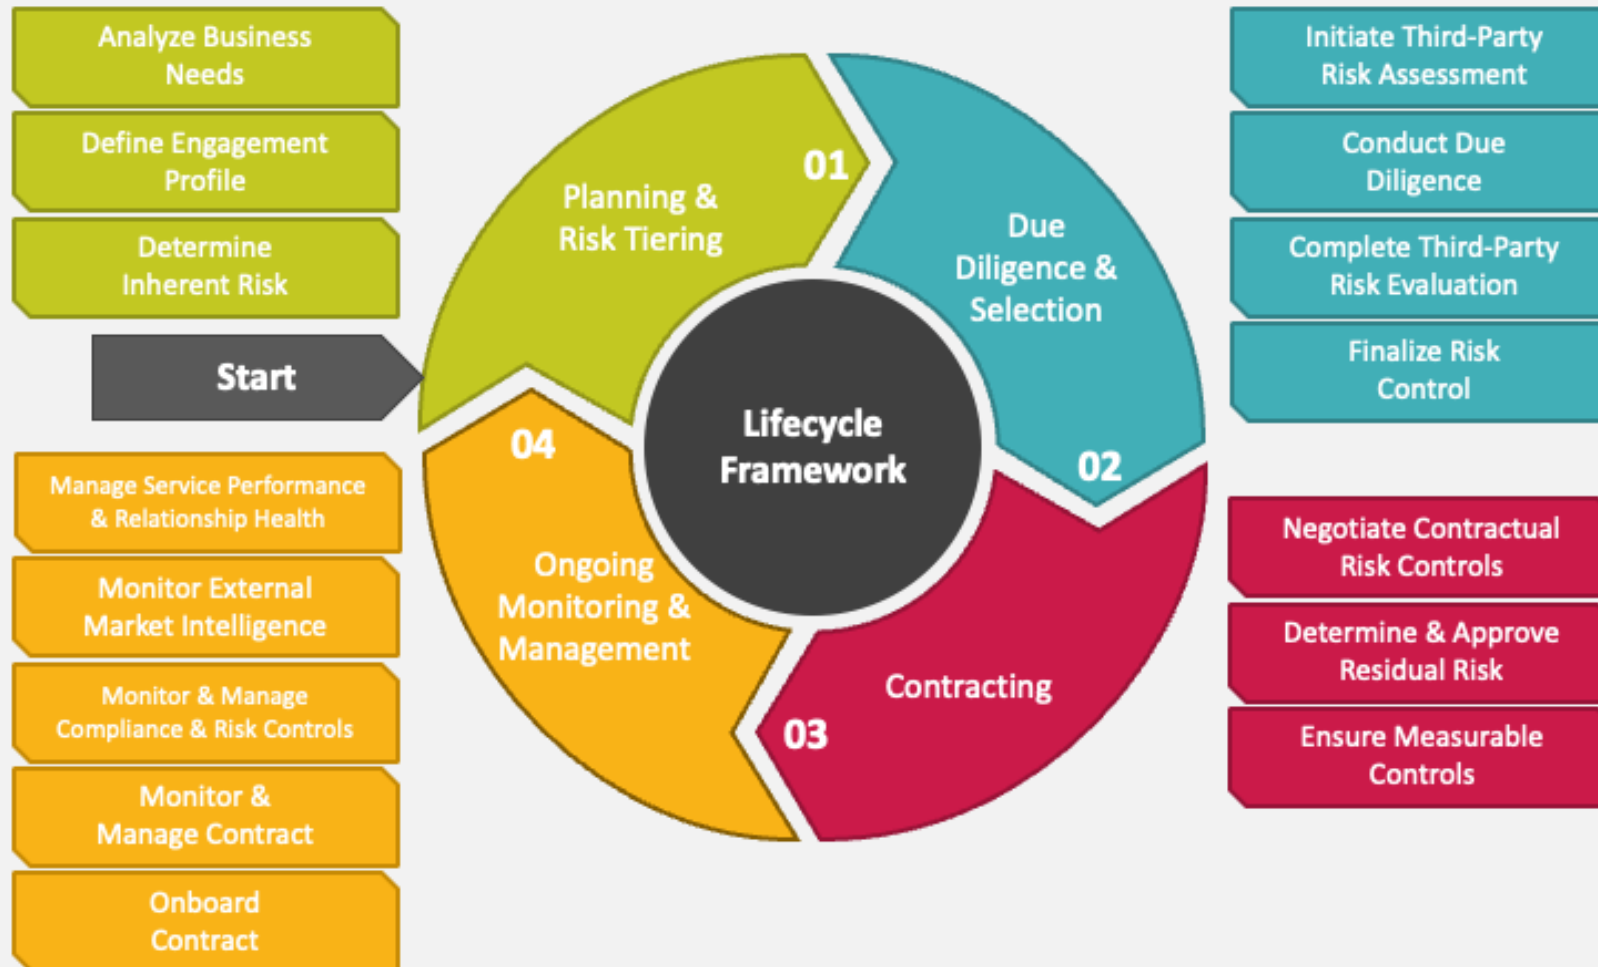 Analyze Business
Needs
Define Engagement
Profile
Determine
Inherent Risk
Start
Manage Service Performance
& Relationship Health
Monitor External
Market Intelligence
Monitor & Manage
Compliance & Risk Controls
Monitor &
Manage Contract
Onboard
Contract
01
Planning &
Risk Tiering
Due
Diligence &
Selection
02
Lifecycle
Framework
04
Ongoing
Monitoring &
Management
Contracting
03
Initiate Third-Party
Risk Assessment
Conduct Due
Diligence
Complete Third-Party
Risk Evaluation
Finalize Risk
Control
Negotiate Contractual
Risk Controls
Determine & Approve
Residual Risk
Ensure Measurable
Controls